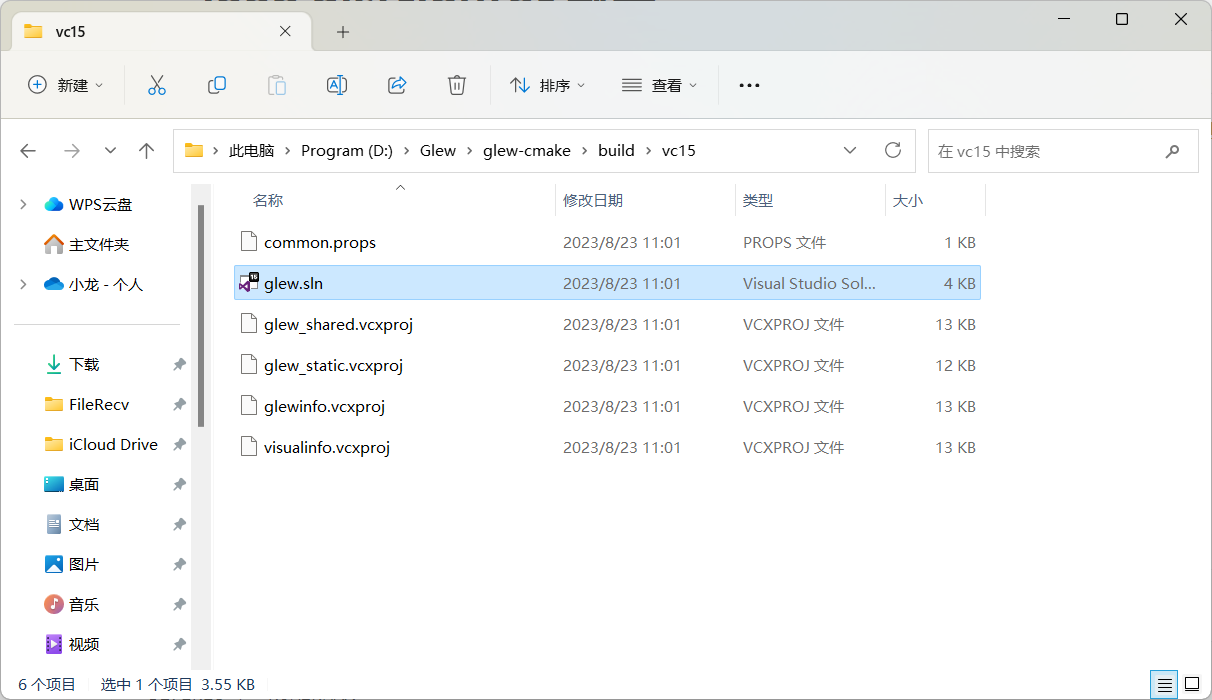 vc15
新建
排序
查看
此电脑 > Program (D:) > Glew > glew-cmake > build > vc15
在 vc15 中搜索
WPS云盘
主文件夹
小龙 - 个人
下载
FileRecv
iCloud Drive
桌面
文档
图片
音乐
视频
名称 修改日期 类型 大小
common.props 2023/8/23 11:01 PROPS 文件 1 KB
glew.sln 2023/8/23 11:01 Visual Studio Sol... 4 KB
glew_shared.vcxproj 2023/8/23 11:01 VCXPROJ 文件 13 KB
glew_static.vcxproj 2023/8/23 11:01 VCXPROJ 文件 12 KB
glewinfo.vcxproj 2023/8/23 11:01 VCXPROJ 文件 13 KB
visualinfo.vcxproj 2023/8/23 11:01 VCXPROJ 文件 13 KB
6 个项目 选中 1 个项目 3.55 KB